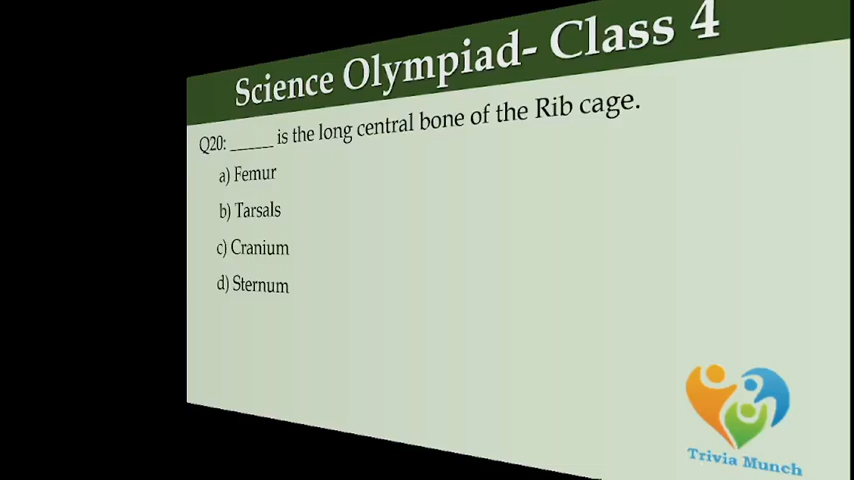 Science Olympiad- Class 4
Q20: _____ is the long central bone of the Rib cage.
a) Femur
b) Tarsals
c) Cranium
d) Sternum
Trivia Munch